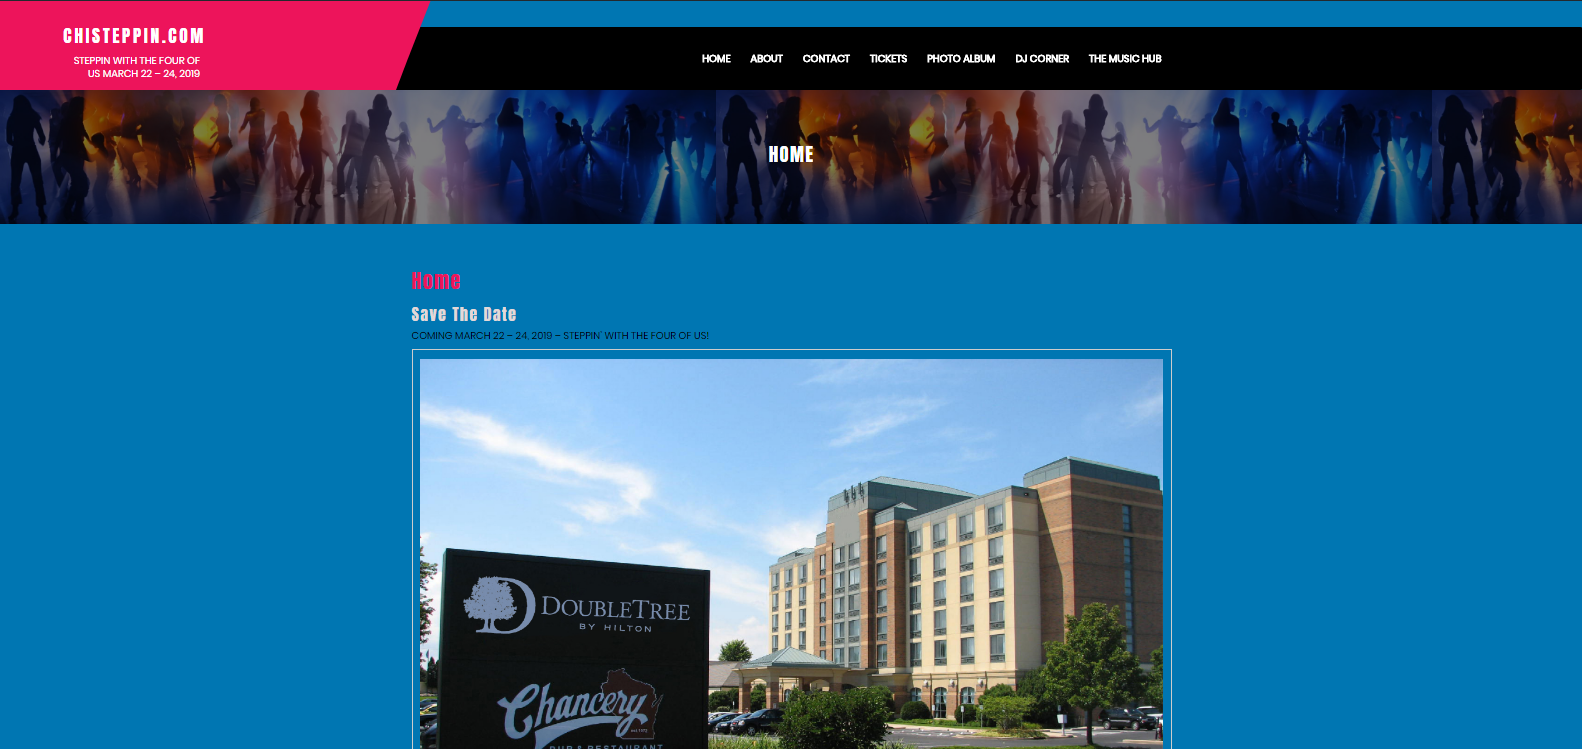 CHISTEPPIN.COM
STEPPIN WITH THE FOUR OF
US MARCH 22 – 24, 2019
HOME ABOUT CONTACT TICKETS PHOTO ALBUM DJ CORNER THE MUSIC HUB
HOME
Home
Save The Date
COMING MARCH 22 – 24, 2019 – STEPPIN' WITH THE FOUR OF US!
DOUBLETREE
BY HILTON
Chancery
PUB & RESTAURANT